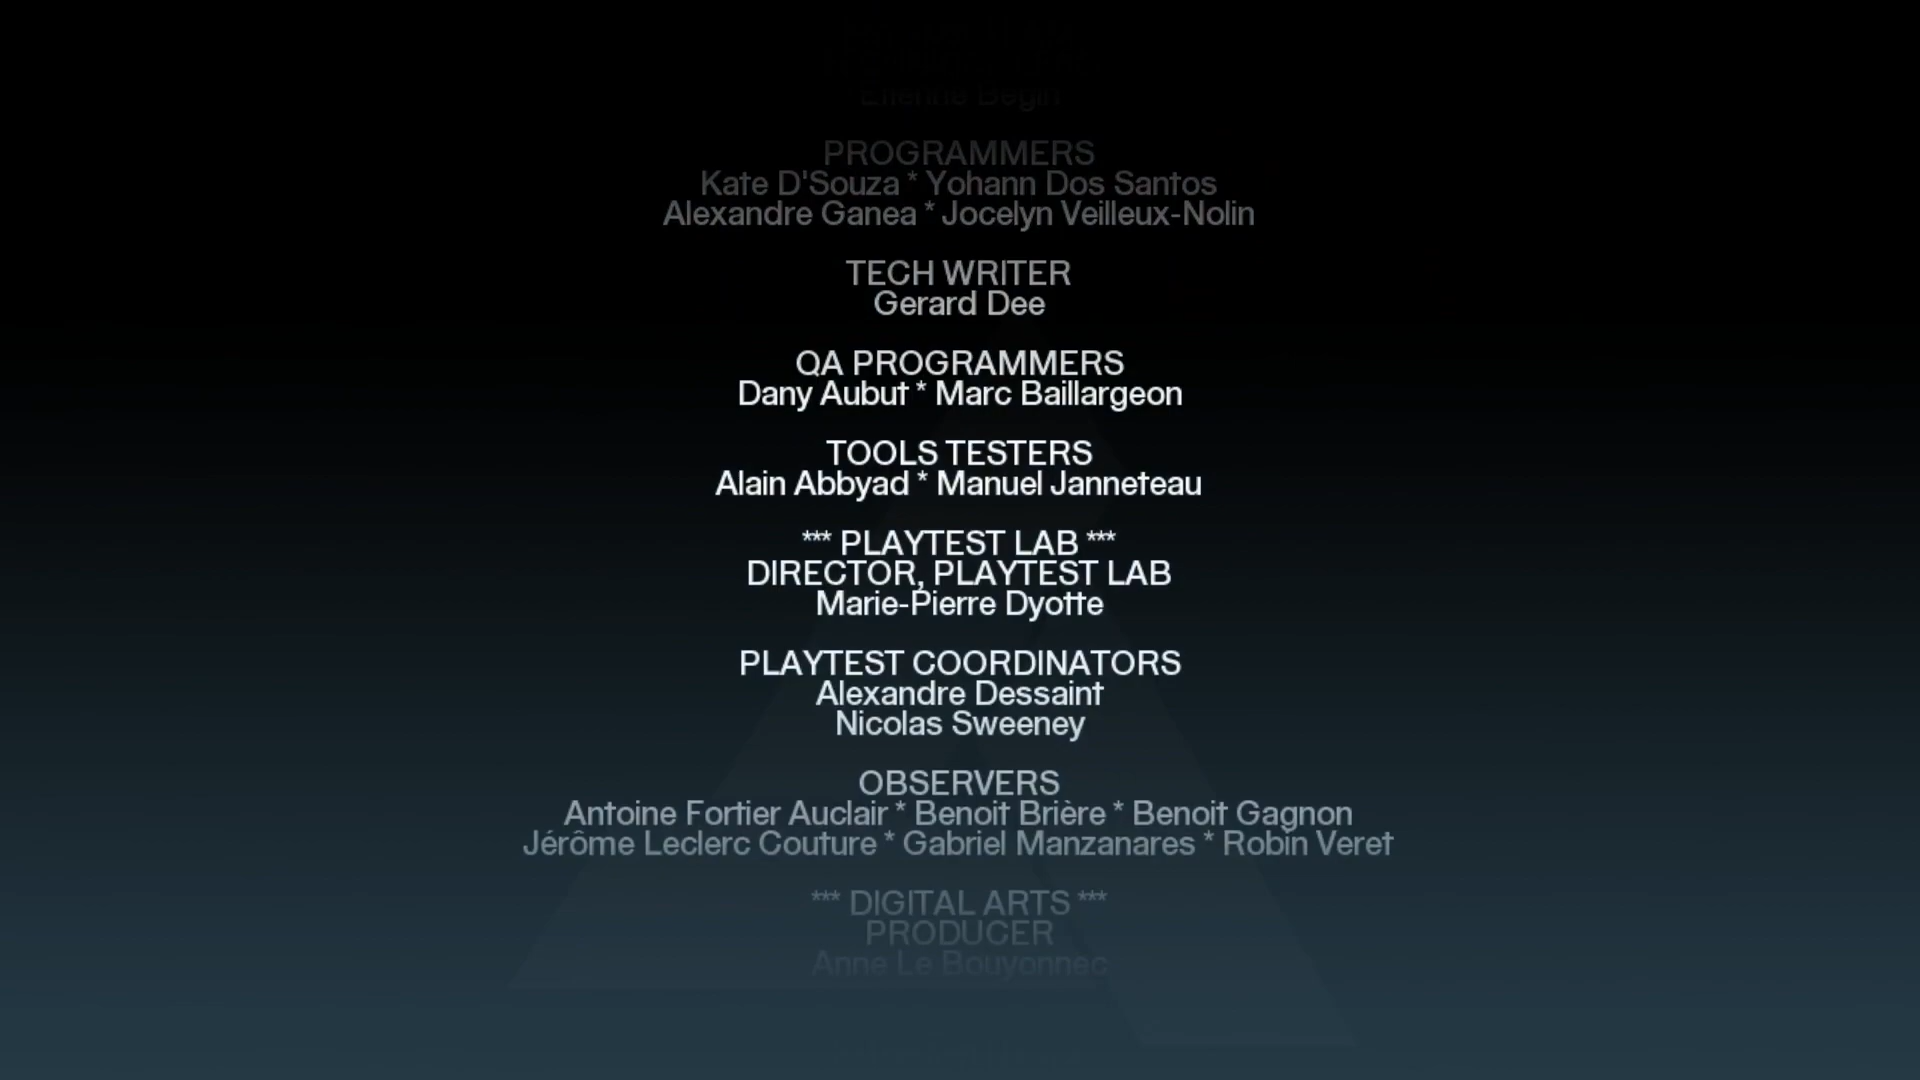 Etienne Bégin
PROGRAMMERS
Kate D'Souza * Yohann Dos Santos
Alexandre Ganea * Jocelyn Veilleux-Nolin
TECH WRITER
Gerard Dee
QA PROGRAMMERS
Dany Aubut * Marc Baillargeon
TOOLS TESTERS
Alain Abbyad * Manuel Janneteau
*** PLAYTEST LAB ***
DIRECTOR, PLAYTEST LAB
Marie-Pierre Dyotte
PLAYTEST COORDINATORS
Alexandre Dessaint
Nicolas Sweeney
OBSERVERS
Antoine Fortier Auclair * Benoit Brière * Benoit Gagnon
Jérôme Leclerc Couture * Gabriel Manzanares * Robin Veret
*** DIGITAL ARTS ***
PRODUCER
Anne Le Bouyonnec